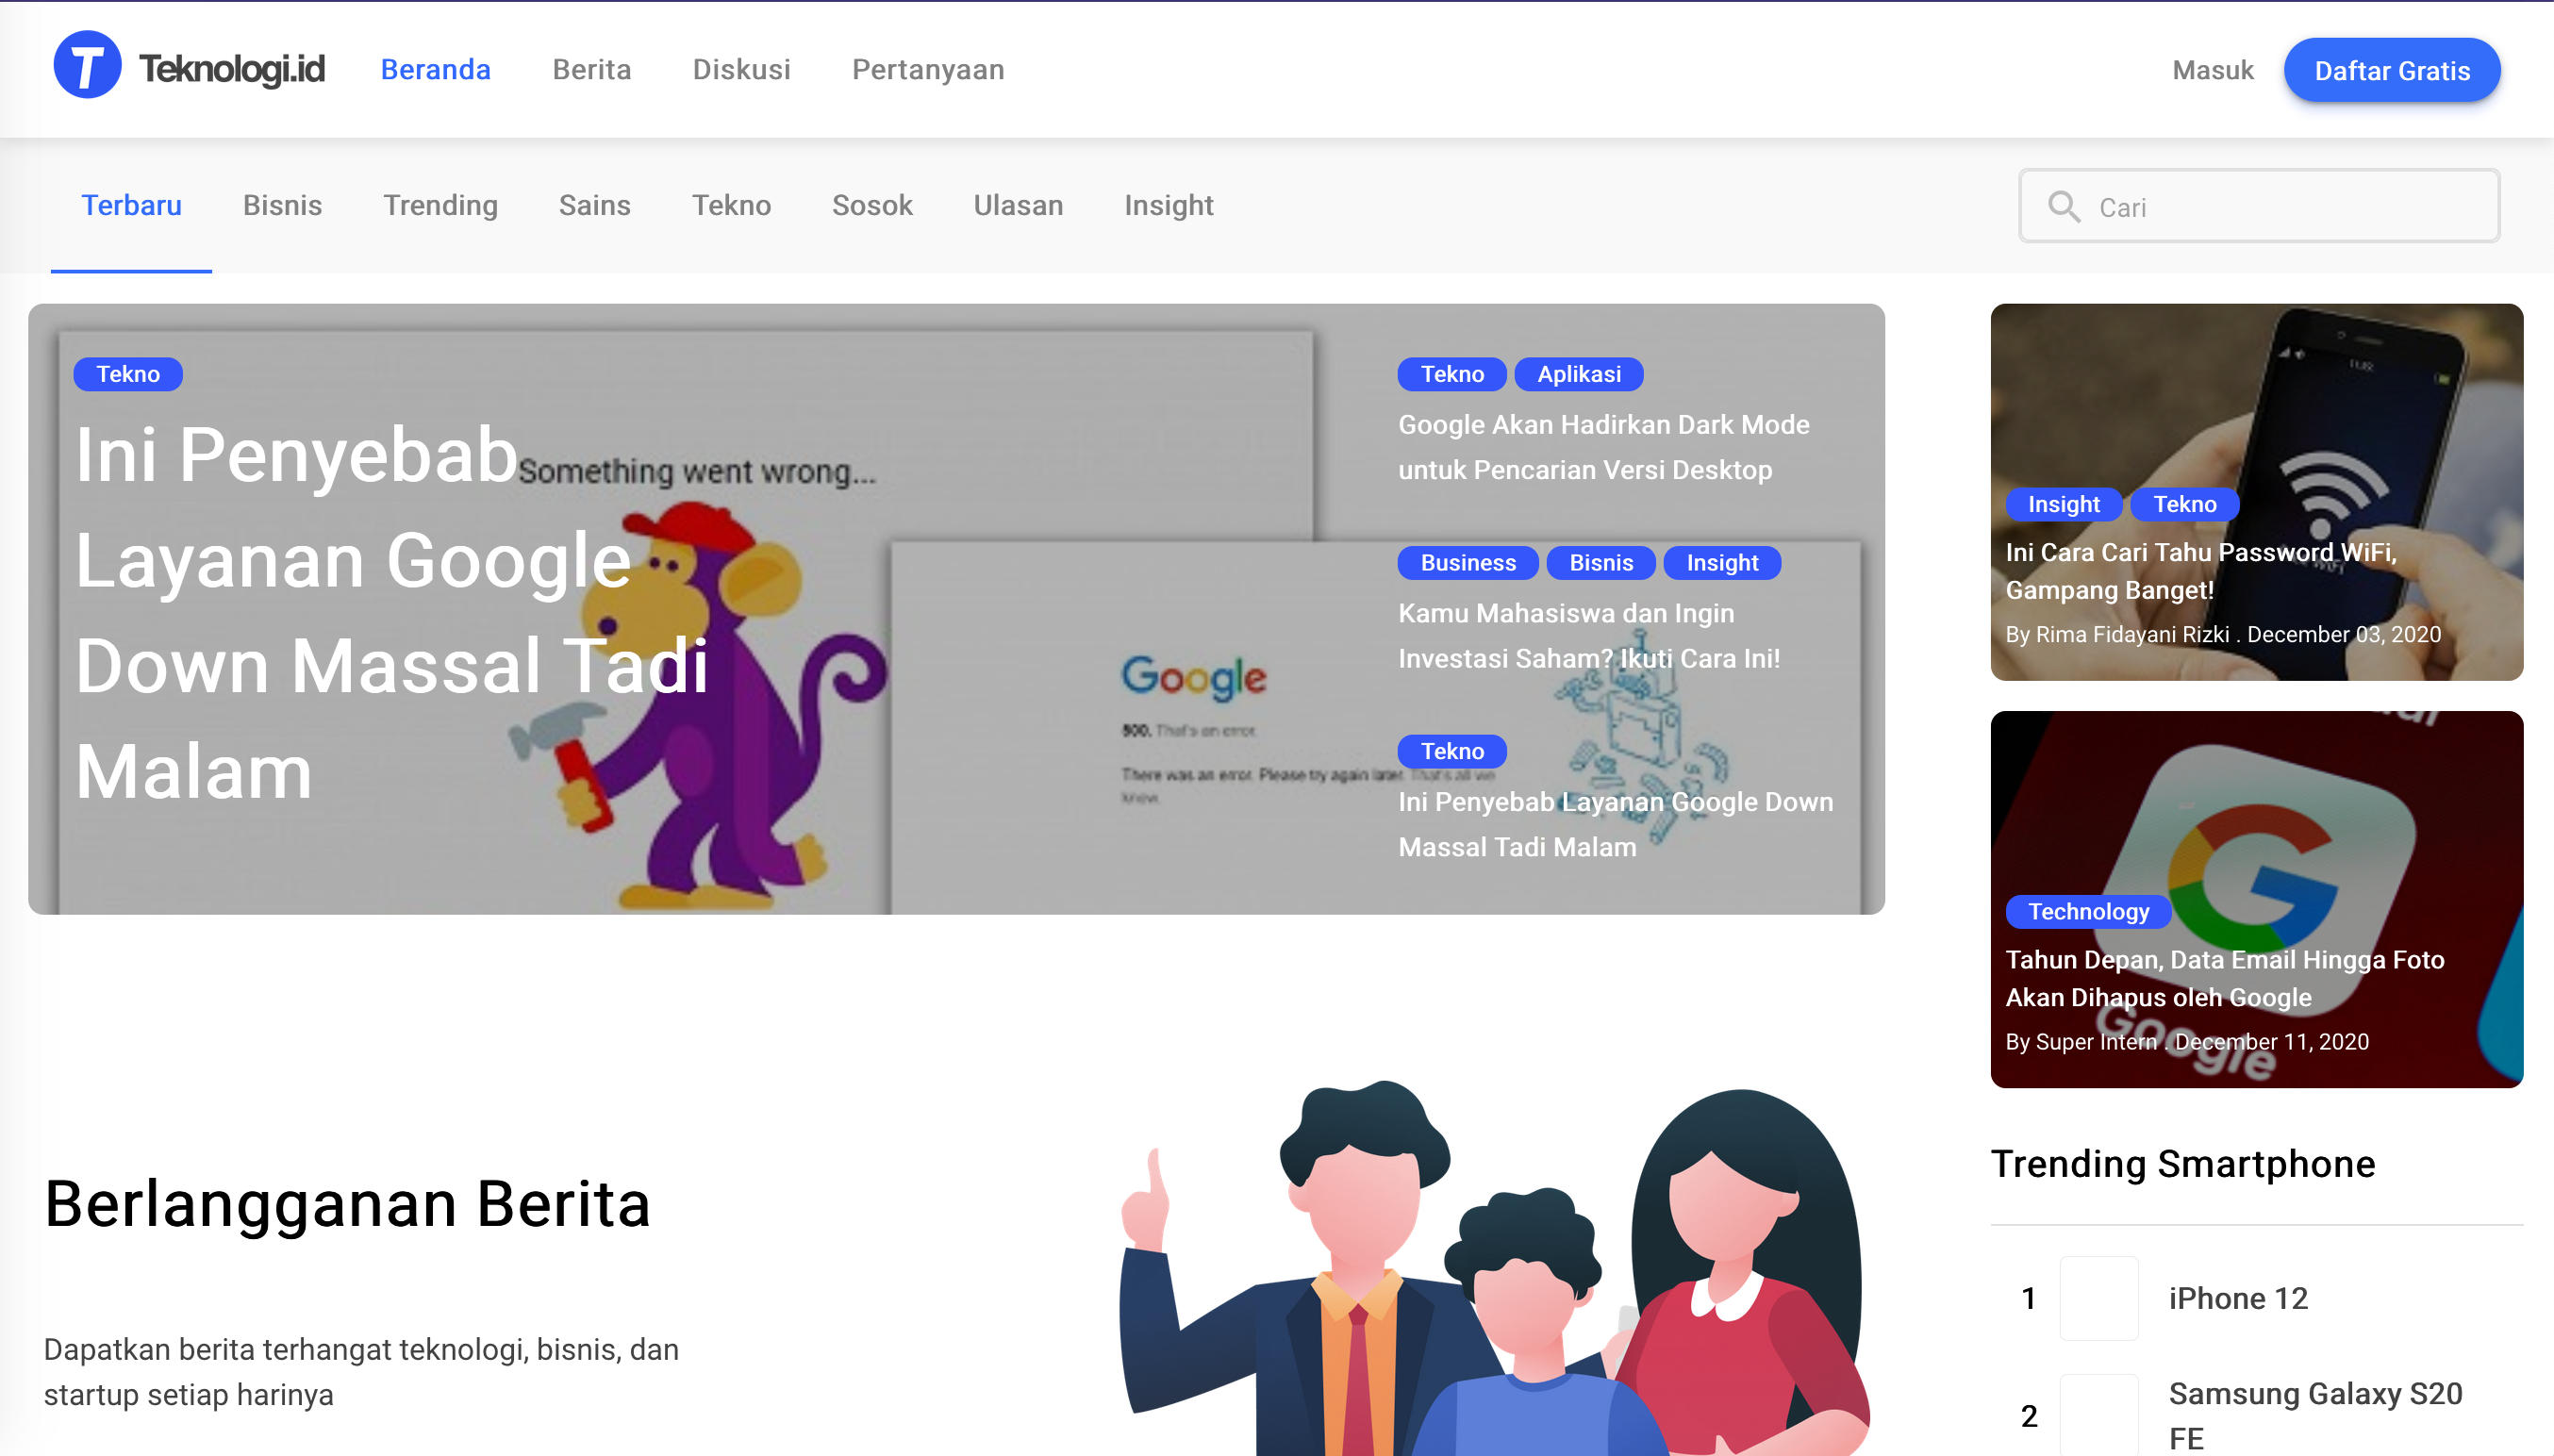 Teknologi.id
Beranda
Berita
Diskusi
Pertanyaan
Masuk
Daftar Gratis
Terbaru
Bisnis
Trending
Sains
Tekno
Sosok
Ulasan
Insight
Cari
Tekno
Ini Penyebab
Layanan Google
Down Massal Tadi
Malam
Something went wrong...
Google
500. That's an error.
There was an error. Please try again later. That's all we
know.
Tekno
Aplikasi
Google Akan Hadirkan Dark Mode
untuk Pencarian Versi Desktop
Business
Bisnis
Insight
Kamu Mahasiswa dan Ingin
Investasi Saham? Ikuti Cara Ini!
Tekno
Ini Penyebab Layanan Google Down
Massal Tadi Malam
Insight
Tekno
Ini Cara Cari Tahu Password WiFi,
Gampang Banget!
By Rima Fidayani Rizki . December 03, 2020
Technology
Tahun Depan, Data Email Hingga Foto
Akan Dihapus oleh Google
By Super Intern . December 11, 2020
Google
Berlangganan Berita
Dapatkan berita terhangat teknologi, bisnis, dan
startup setiap harinya
Trending Smartphone
1
iPhone 12
2
Samsung Galaxy S20
FE